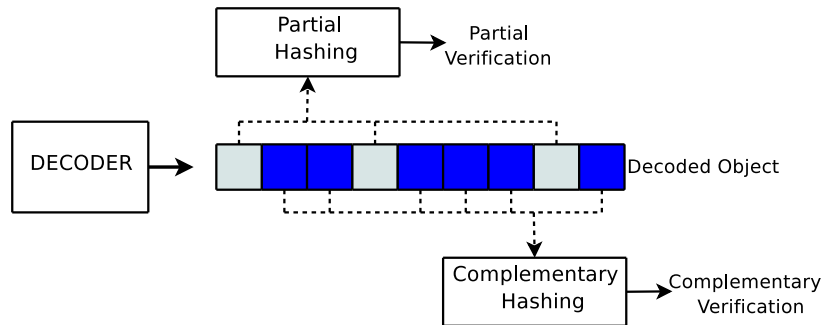 Partial
Hashing
Partial
Verification
DECODER
Decoded Object
Complementary
Hashing
Complementary
Verification